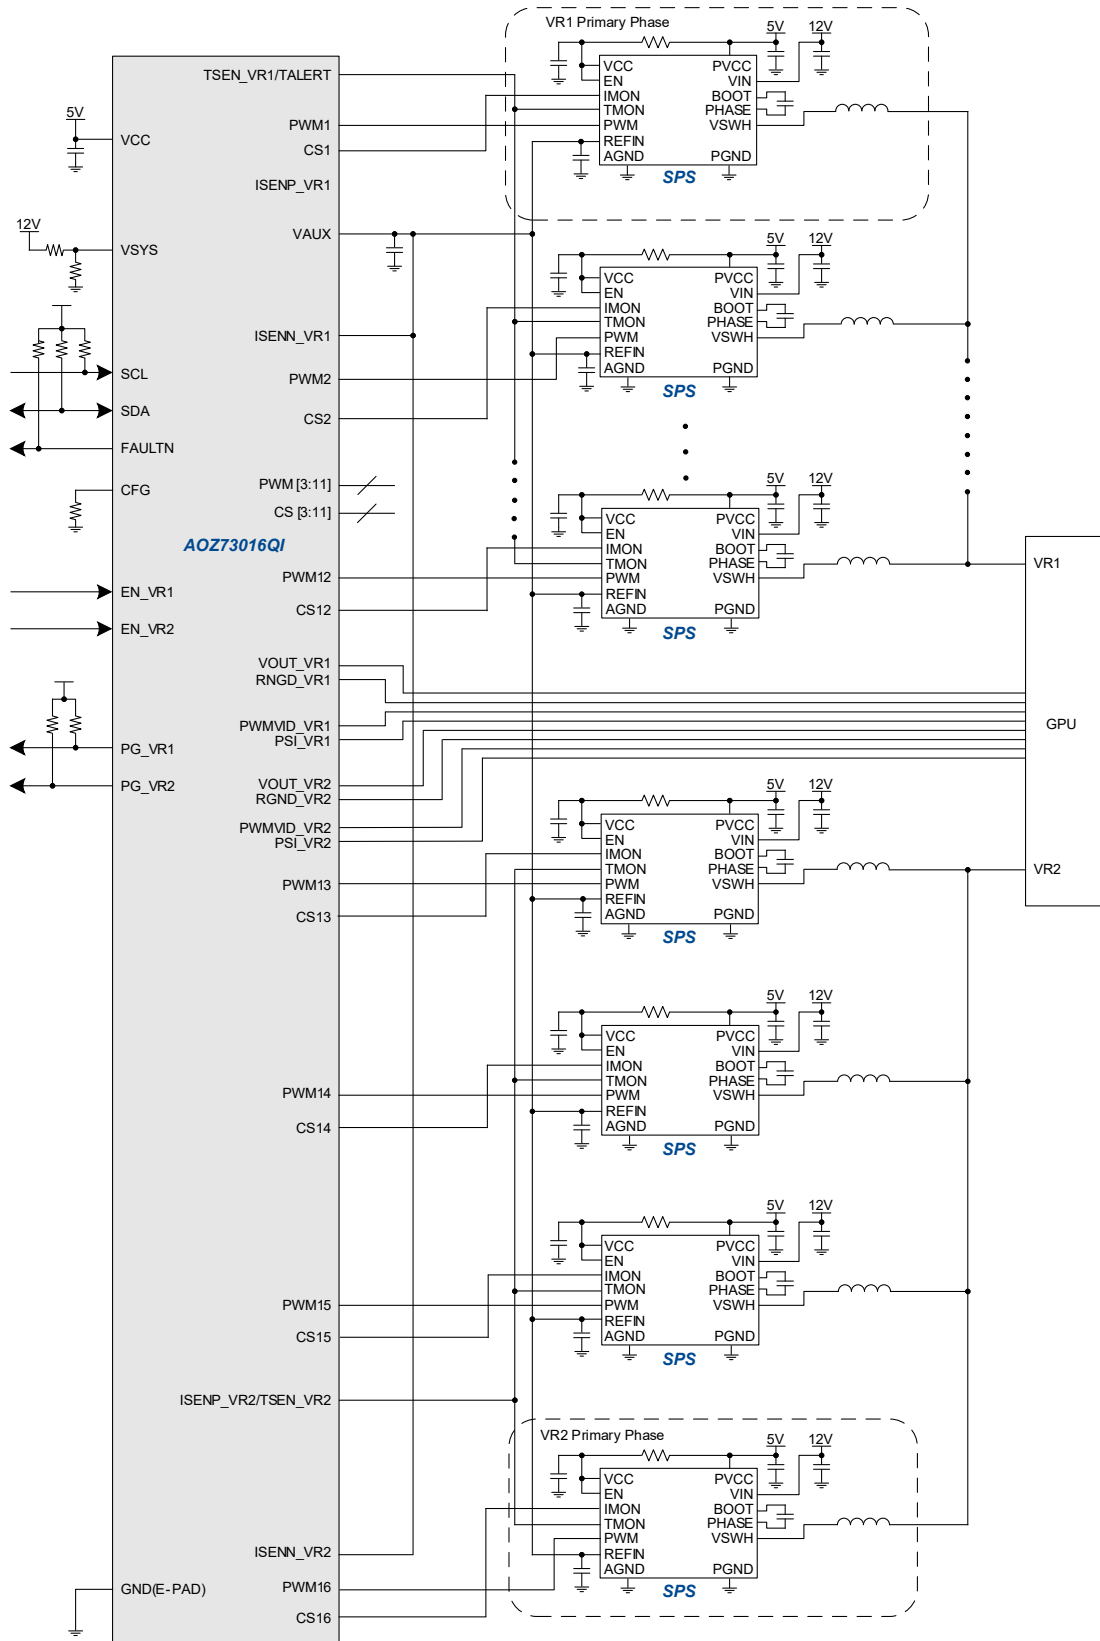 VR1 Primary Phase
5V
12V
VCC
EN
IMON
TMON
PWM
REFIN
AGND
PVCC
VIN
BOOT
PHASE
VSWH
PGND
SPS
TSEN_VR1/TALERT
PWM1
CS1
ISENP_VR1
VAUX
ISENN_VR1
PWM2
CS2
PWM [3:11]
CS [3:11]
5V
VCC
12V
VSYS
SCL
SDA
FAULTN
CFG
AOZ73016QI
EN_VR1
EN_VR2
PG_VR1
PG_VR2
5V
12V
VCC
EN
IMON
TMON
PWM
REFIN
AGND
PVCC
VIN
BOOT
PHASE
VSWH
PGND
SPS
5V
12V
VCC
EN
IMON
TMON
PWM
REFIN
AGND
PVCC
VIN
BOOT
PHASE
VSWH
PGND
SPS
PWM12
CS12
VOUT_VR1
RNGD_VR1
PWMVID_VR1
PSI_VR1
VOUT_VR2
RGND_VR2
PWMVID_VR2
PSI_VR2
VR1
GPU
VR2
PWM13
CS13
5V
12V
VCC
EN
IMON
TMON
PWM
REFIN
AGND
PVCC
VIN
BOOT
PHASE
VSWH
PGND
SPS
PWM14
CS14
5V
12V
VCC
EN
IMON
TMON
PWM
REFIN
AGND
PVCC
VIN
BOOT
PHASE
VSWH
PGND
SPS
PWM15
CS15
5V
12V
VCC
EN
IMON
TMON
PWM
REFIN
AGND
PVCC
VIN
BOOT
PHASE
VSWH
PGND
SPS
ISENP_VR2/TSEN_VR2
ISENN_VR2
PWM16
CS16
GND(E-PAD)
VR2 Primary Phase
5V
12V
VCC
EN
IMON
TMON
PWM
REFIN
AGND
PVCC
VIN
BOOT
PHASE
VSWH
PGND
SPS